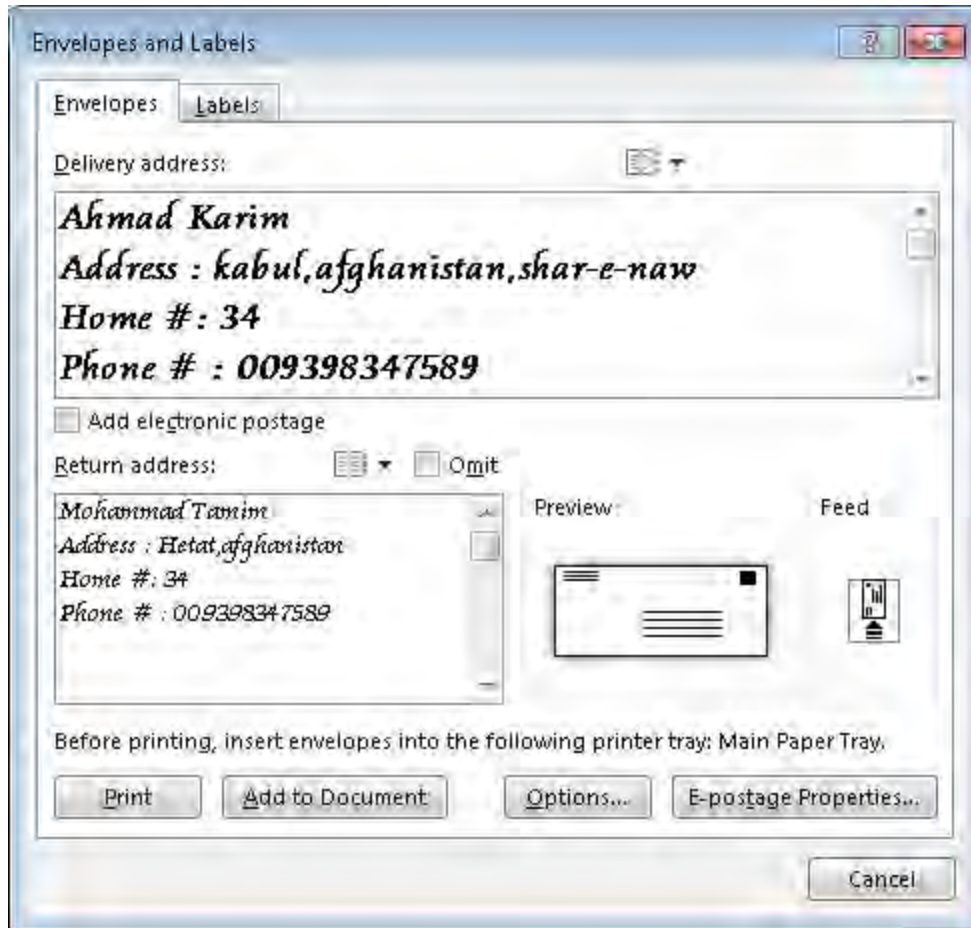 Envelopes and Labels
Envelopes Labels
Delivery address:
Ahmad Karim
Address : kabul,afghanistan,shar-e-naw
Home #: 34
Phone # : 009398347589
Add electronic postage
Return address: Omit
Mohammad Tamim
Address : Hetat,afghanistan
Home #: 34
Phone # : 009398347589
Preview
Feed
Before printing, insert envelopes into the following printer tray: Main Paper Tray.
Print Add to Document Options... E-postage Properties...
Cancel